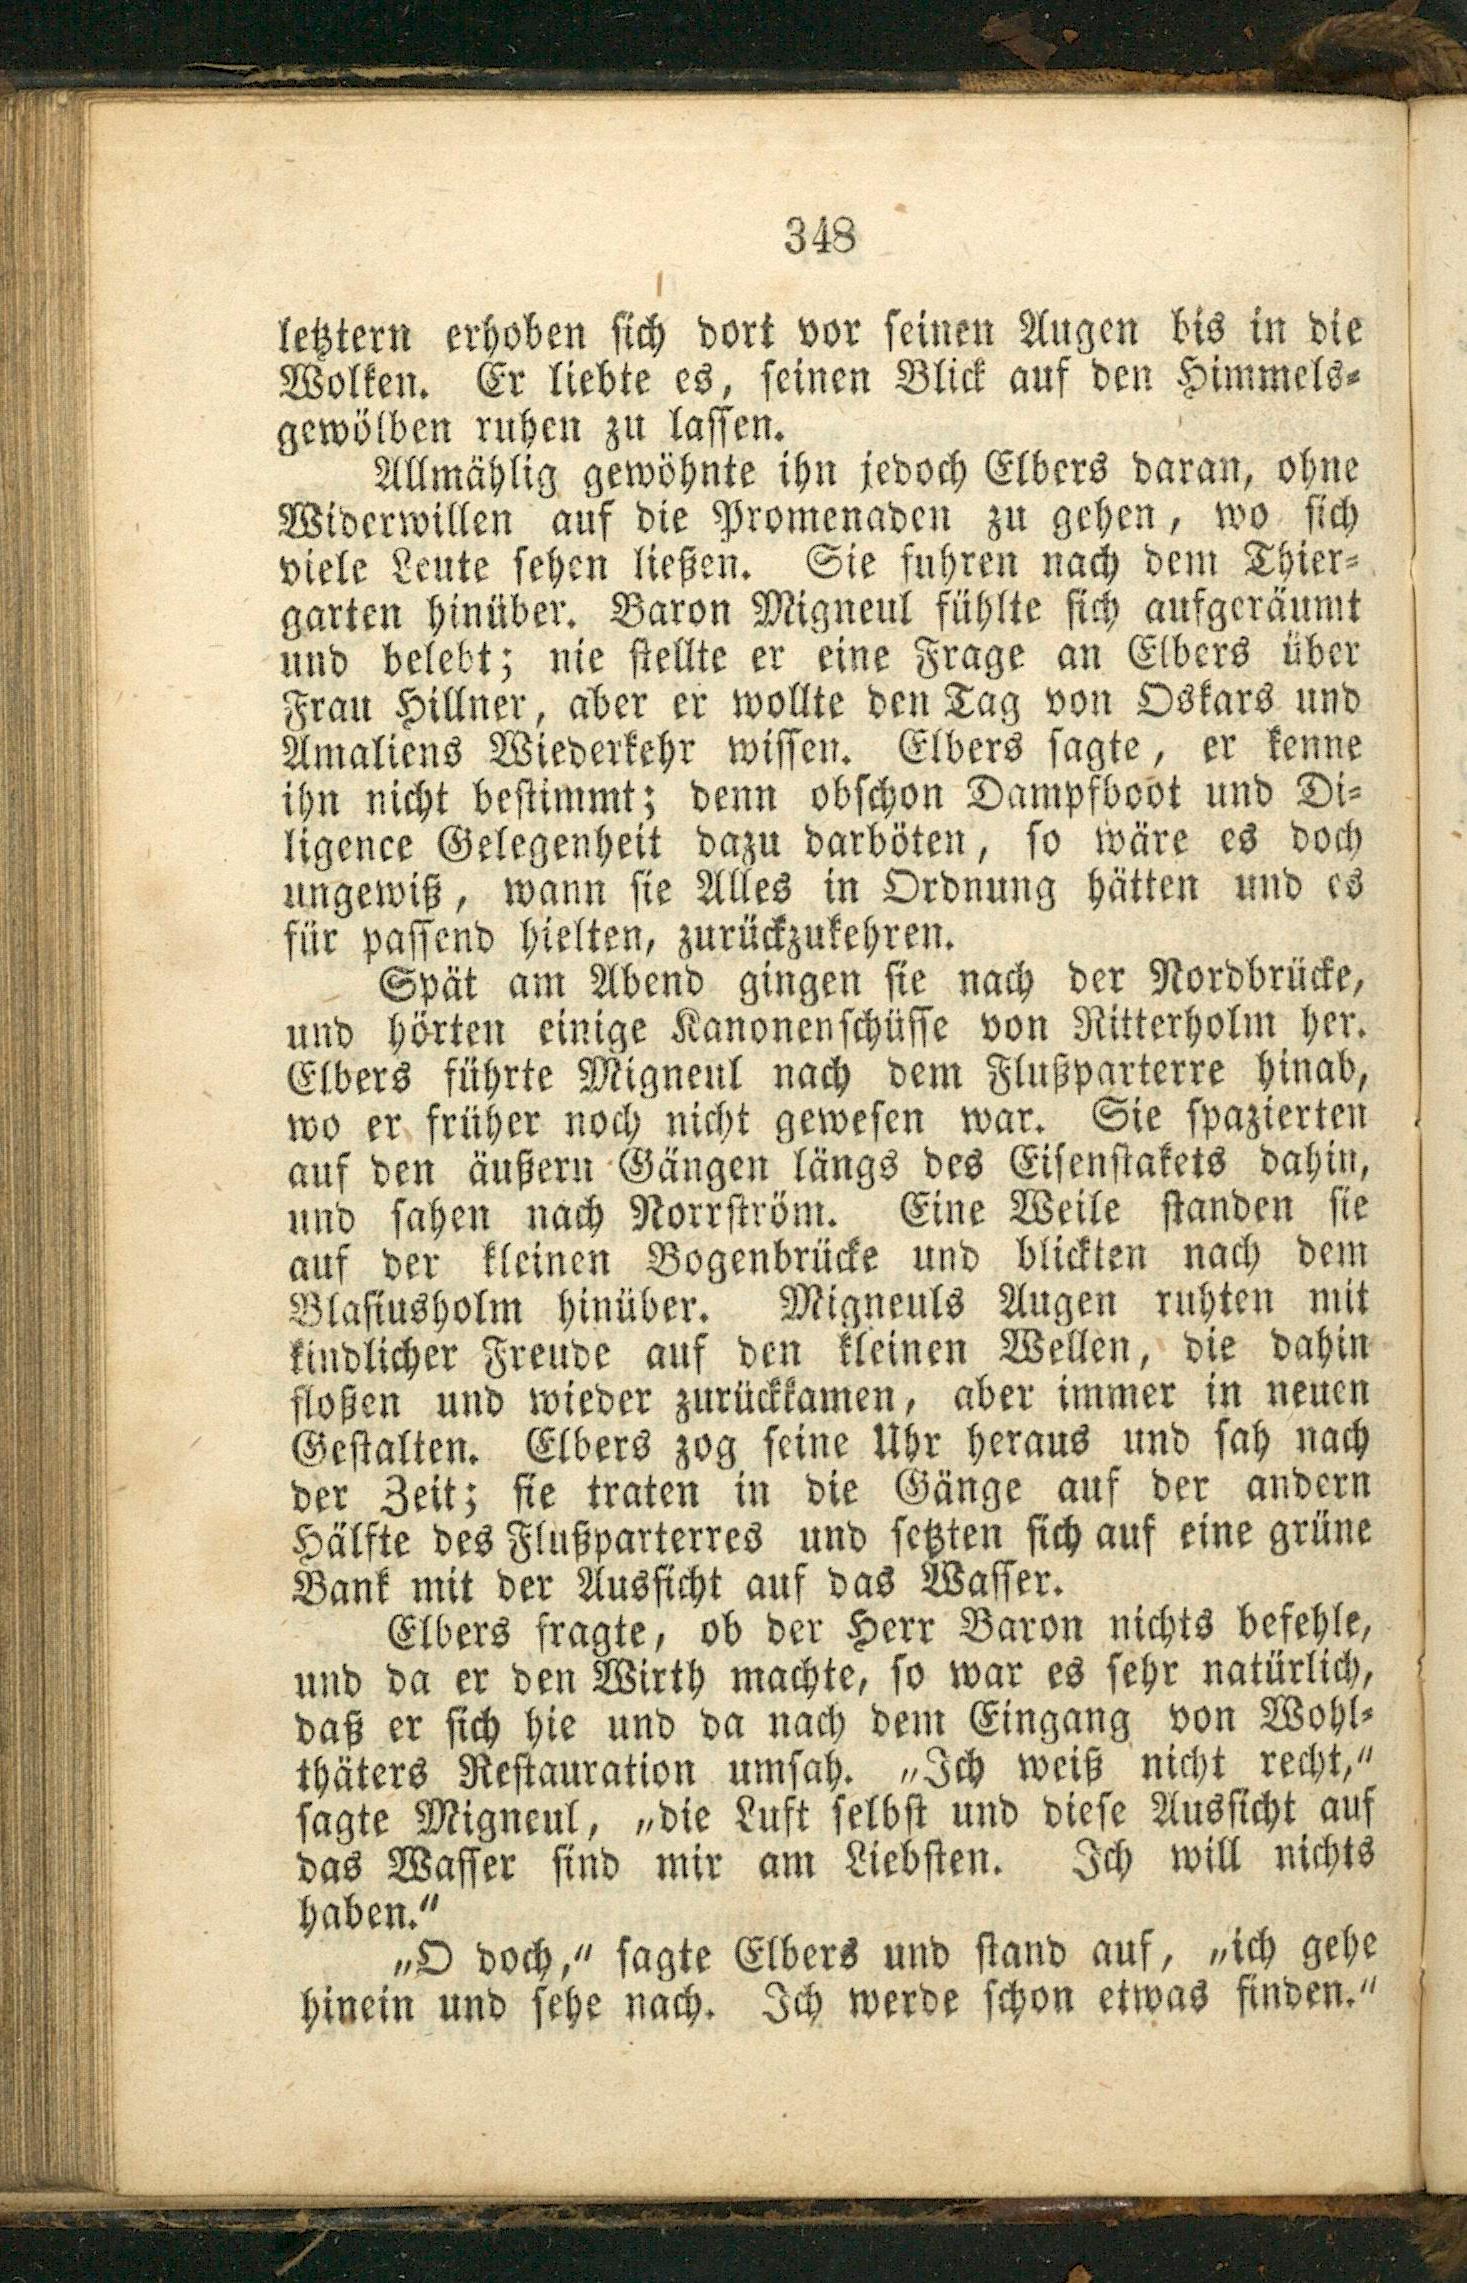 348
letztern erhoben sich dort vor seinen Augen bis in die
Wolken. Er liebte es, seinen Blick auf den Himmels-
gewölben ruhen zu lassen.
Allmählig gewöhnte ihn jedoch Elbers daran, ohne
Widerwillen auf die Promenaden zu gehen, wo sich
viele Leute sehen ließen. Sie fuhren nach dem Thier-
garten hinüber. Baron Migneul fühlte sich aufgeräumt
und belebt; nie stellte er eine Frage an Elbers über
Frau Hillner, aber er wollte den Tag von Oskars und
Amaliens Wiederkehr wissen. Elbers sagte, er kenne
ihn nicht bestimmt; denn obschon Dampfboot und Di-
ligence Gelegenheit dazu darböten, so wäre es doch
ungewiß, wann sie Alles in Ordnung hätten und es
für passend hielten, zurückzukehren.
Spät am Abend gingen sie nach der Nordbrücke,
und hörten einige Kanonenschüsse von Ritterholm her.
Elbers führte Migneul nach dem Flußparterre hinab,
wo er früher noch nicht gewesen war. Sie spazierten
auf den äußern Gängen längs des Eisenstakets dahin,
und sahen nach Norrström. Eine Weile standen sie
auf der kleinen Bogenbrücke und blickten nach dem
Blasiusholm hinüber. Migneuls Augen ruhten mit
kindlicher Freude auf den kleinen Wellen, die dahin
floßen und wieder zurückkamen, aber immer in neuen
Gestalten. Elbers zog seine Uhr heraus und sah nach
der Zeit; sie traten in die Gänge auf der andern
Hälfte des Flußparterres und setzten sich auf eine grüne
Bank mit der Aussicht auf das Wasser.
Elbers fragte, ob der Herr Baron nichts befehle,
und da er den Wirth machte, so war es sehr natürlich,
daß er sich hie und da nach dem Eingang von Wohl-
thäters Restauration umsah. „Ich weiß nicht recht,“
sagte Migneul, „die Luft selbst und diese Aussicht auf
das Wasser sind mir am Liebsten. Ich will nichts
haben.“
„O doch,“ sagte Elbers und stand auf, „ich gehe
hinein und sehe nach. Ich werde schon etwas finden.“